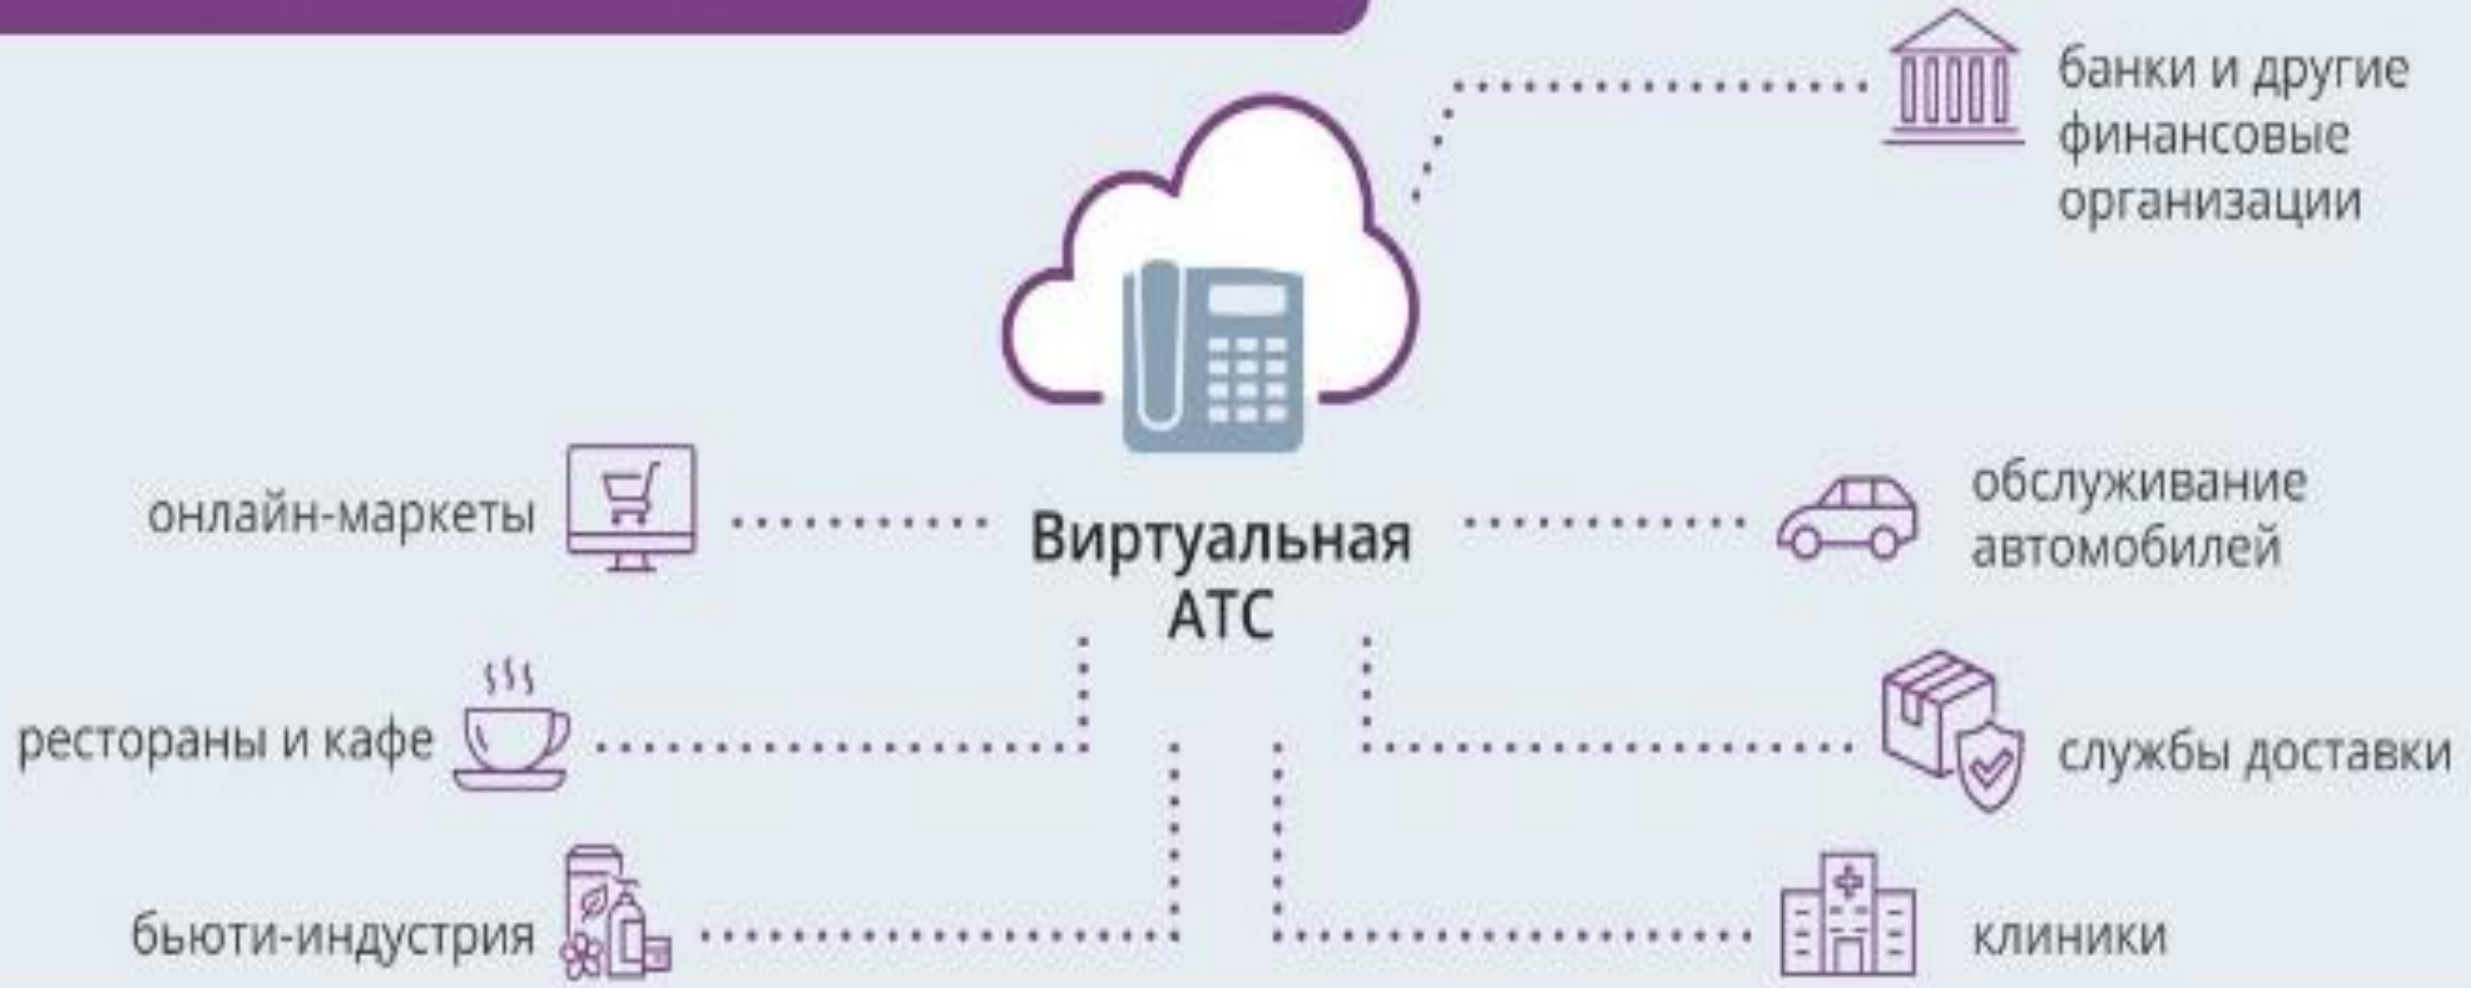 банки и другие
финансовые
организации
онлайн-маркеты
Виртуальная
АТС
обслуживание
автомобилей
рестораны и кафе
службы доставки
бьюти-индустрия
клиники